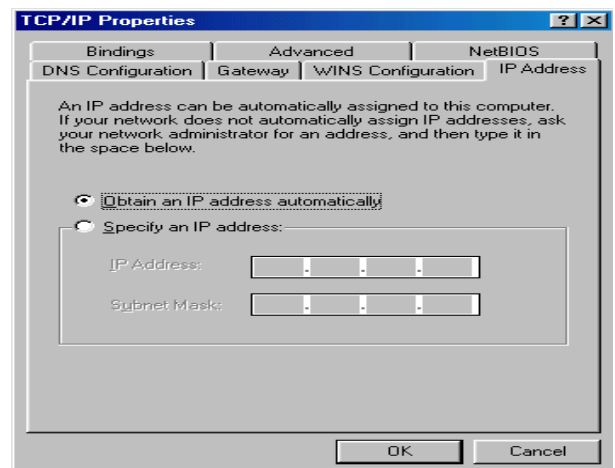 TCP/IP Properties
Bindings Advanced NetBIOS
DNS Configuration Gateway WINS Configuration IP Address
An IP address can be automatically assigned to this computer.
If your network does not automatically assign IP addresses, ask
your network administrator for an address, and then type it in
the space below.
Obtain an IP address automatically
Specify an IP address:
IP Address:
Subnet Mask:
OK Cancel